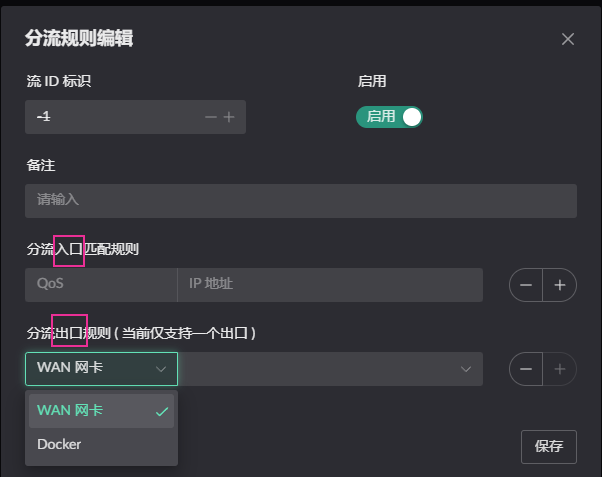 分流规则编辑
流 ID 标识
启用
-1
启用
备注
请输入
分流入口匹配规则
QoS
IP 地址
分流出口规则 ( 当前仅支持一个出口 )
WAN 网卡
WAN 网卡
Docker
保存